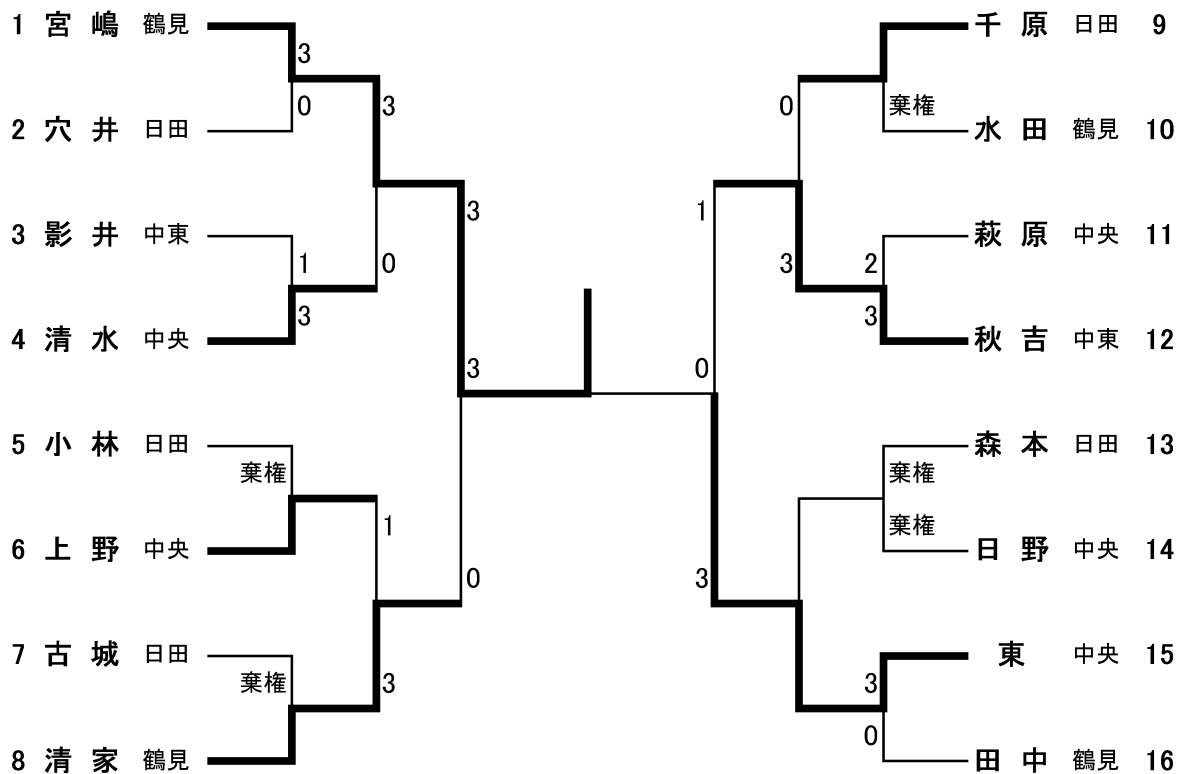 1 宮嶋 鶴見
3
0
2 穴井 日田
3
3 影井 中東
1
3
0
4 清水 中央
3
5 小林 日田
棄権
6 上野 中央
1
7 古城 日田
棄権
3
8 清家 鶴見
3
0
千原 日田 9
棄権
水田 鶴見 10
0
萩原 中央 11
2
3
3
秋吉 中東 12
1
森本 日田 13
棄権
棄権
日野 中央 14
東 中央 15
3
0
田中 鶴見 16
3
0